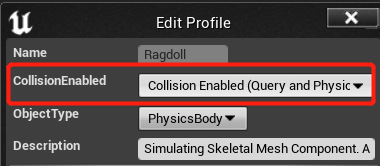 Edit Profile
Name Ragdoll
CollisionEnabled Collision Enabled (Query and Physic
ObjectType PhysicsBody
Description Simulating Skeletal Mesh Component. A